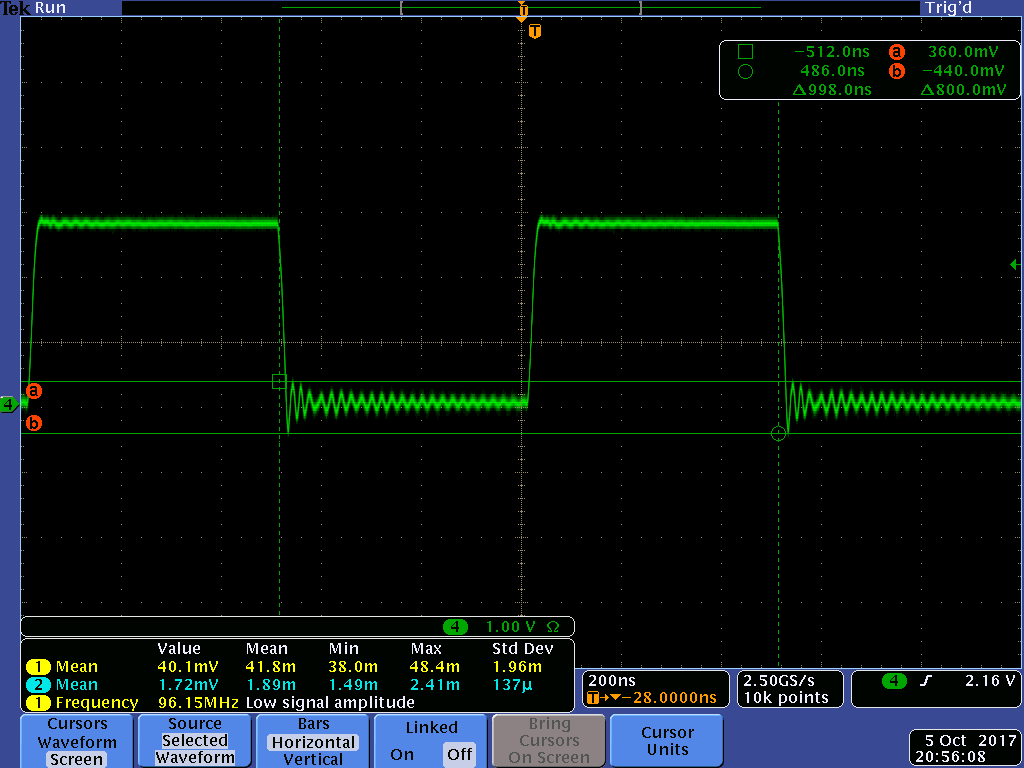 Tek Run Trig'd
T
T
-512.0ns a 360.0mV
486.0ns b -440.0mV
Δ998.0ns Δ800.0mV
a
4
b
4 1.00 V Ω
Value Mean Min Max Std Dev
1 Mean 40.1mV 41.8m 38.0m 48.4m 1.96m
2 Mean 1.72mV 1.89m 1.49m 2.41m 137µ
1 Frequency 96.15MHz Low signal amplitude
200ns
T→▼-28.0000ns
2.50GS/s
10k points
4 2.16 V
Cursors
Waveform
Screen
Source
Selected
Waveform
Bars
Horizontal
Vertical
Linked
On Off
Bring
Cursors
On Screen
Cursor
Units
5 Oct 2017
20:56:08